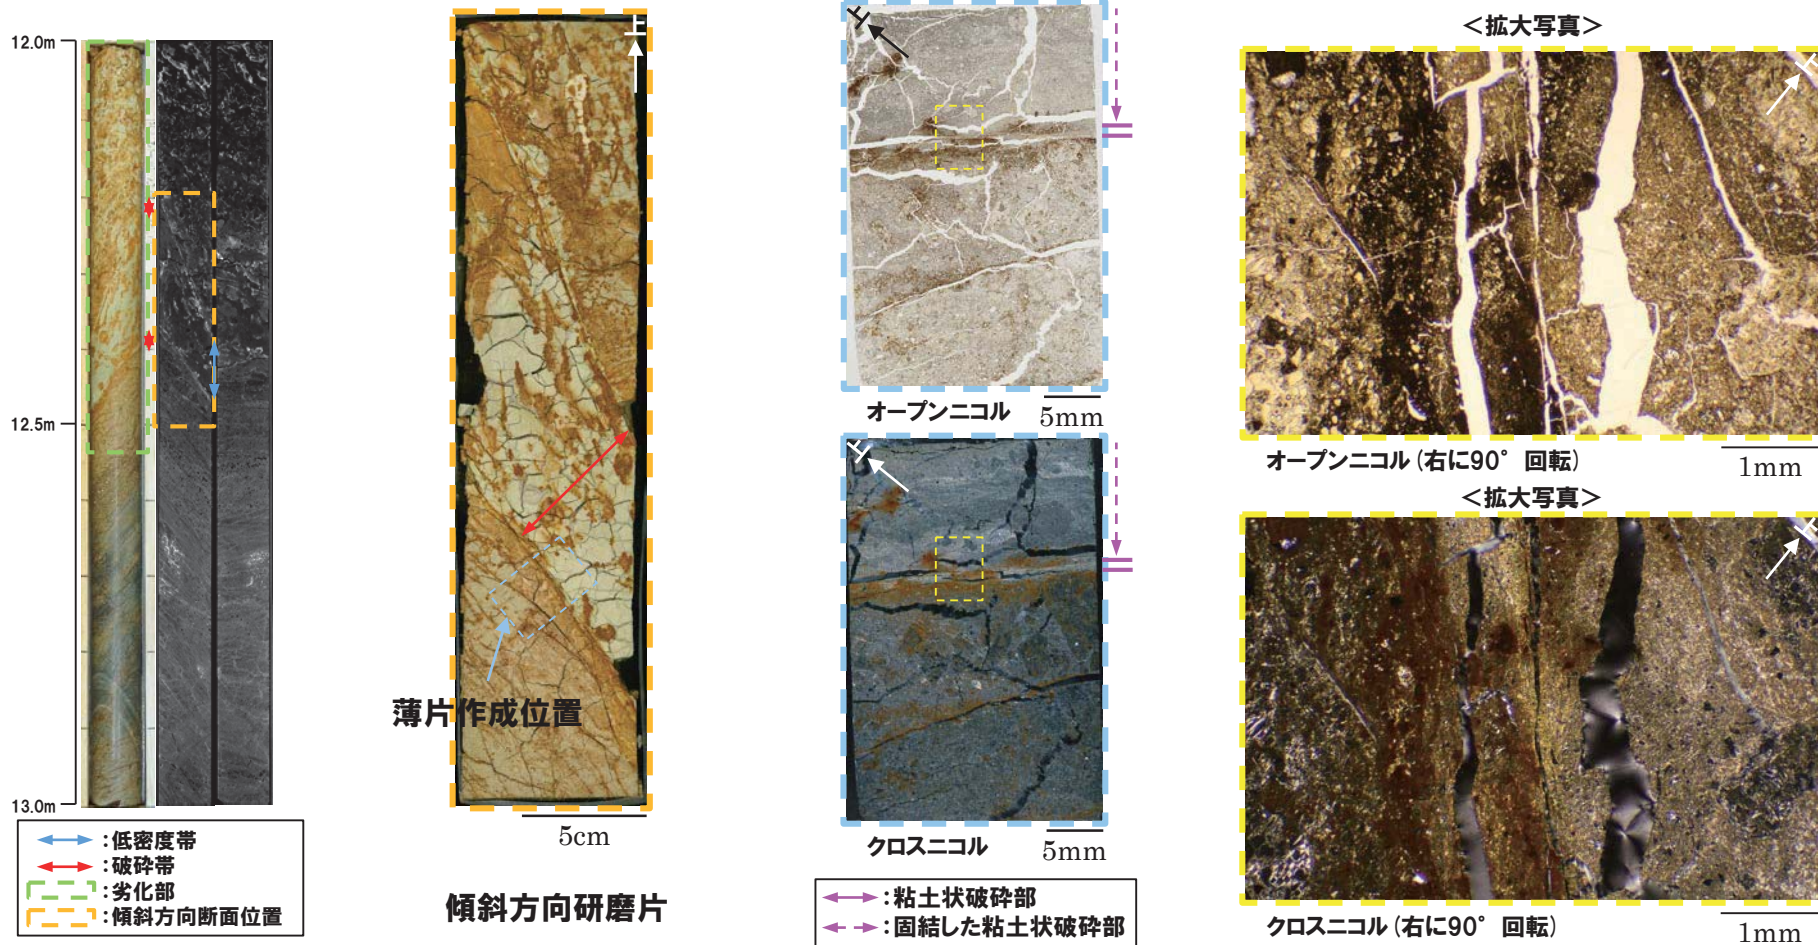 12.0m
12.5m
13.0m
:低密度帯
:破砕帯
:劣化部
:傾斜方向断面位置
上
薄片作成位置
5cm
傾斜方向研磨片
上
オープンニコル
5mm
上
クロスニコル
5mm
:粘土状破砕部
:固結した粘土状破砕部
<拡大写真>
上
オープンニコル(右に90° 回転)
1mm
<拡大写真>
上
クロスニコル(右に90° 回転)
1mm